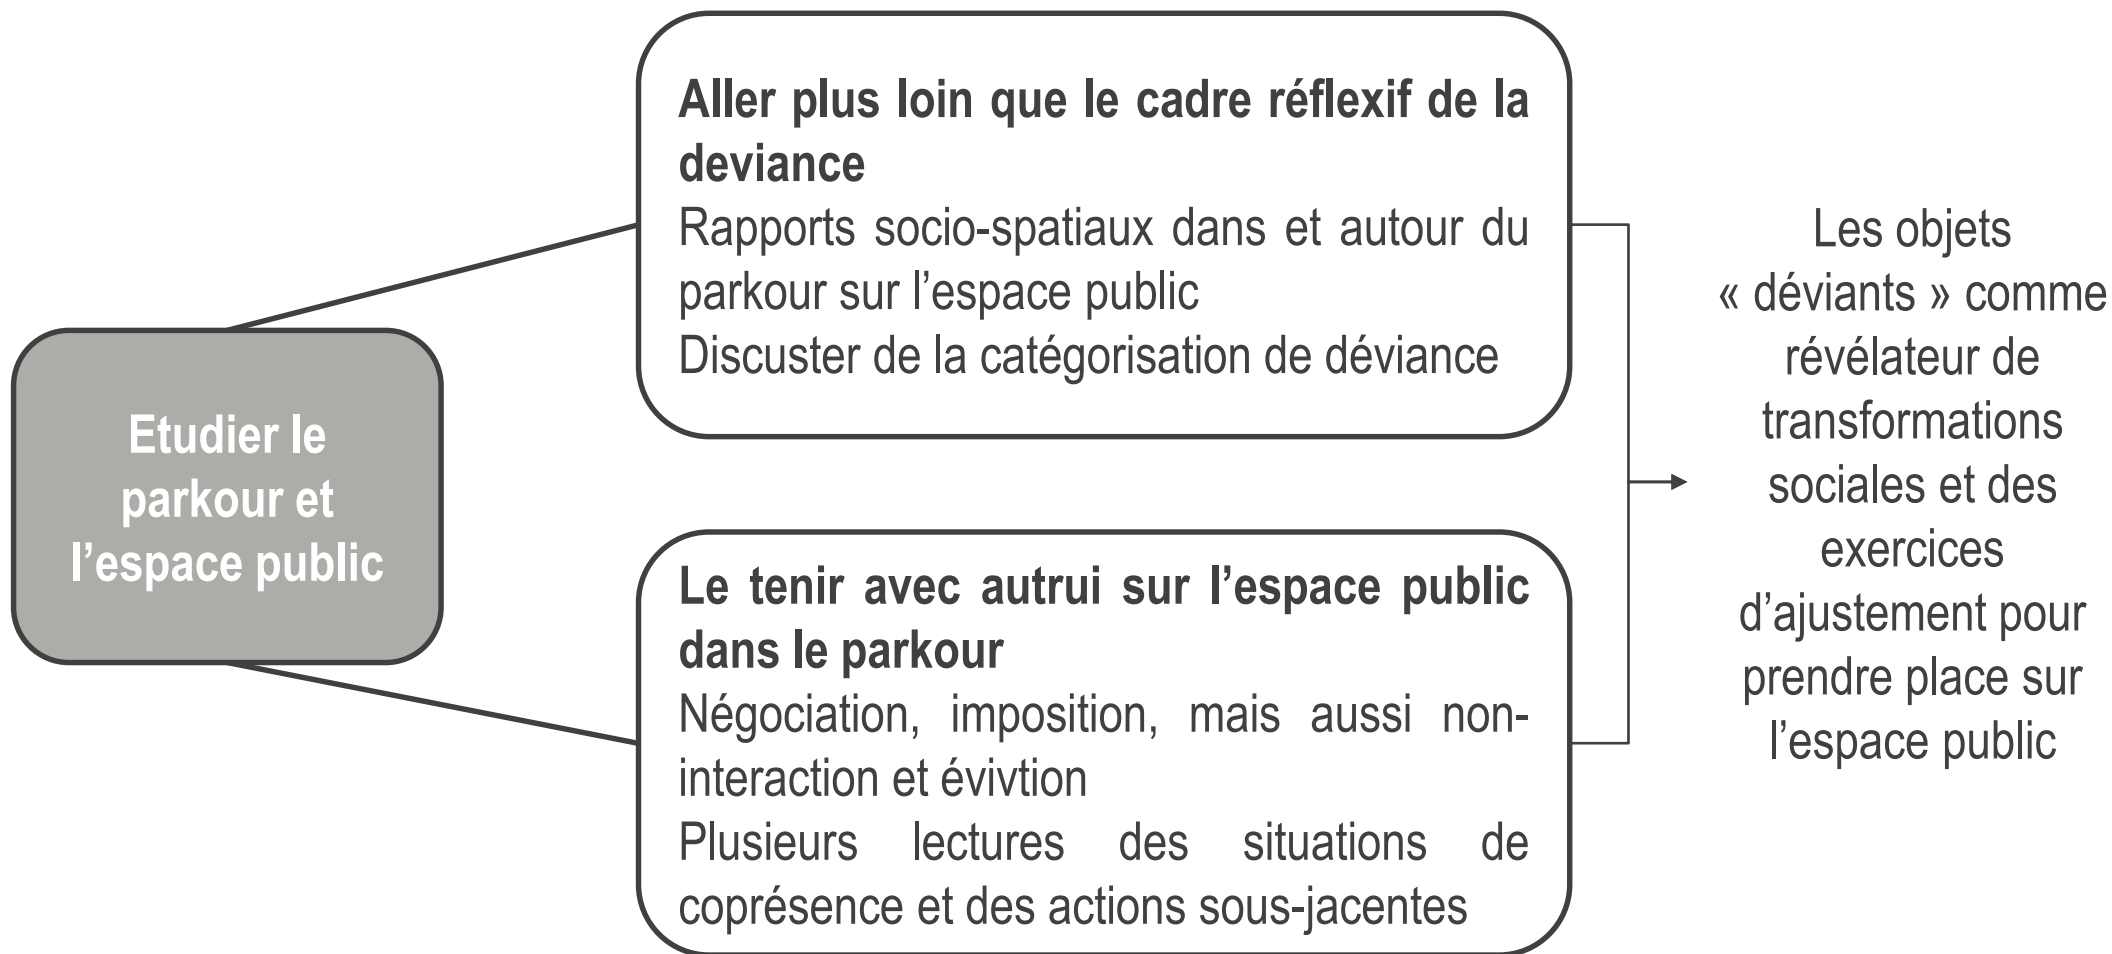 Etudier le
parkour et
l’espace public
Aller plus loin que le cadre réflexif de la
deviance
Rapports socio-spatiaux dans et autour du
parkour sur l’espace public
Discuster de la catégorisation de déviance
Le tenir avec autrui sur l’espace public
dans le parkour
Négociation, imposition, mais aussi non-
interaction et évivtion
Plusieurs lectures des situations de
coprésence et des actions sous-jacentes
Les objets
« déviants » comme
révélateur de
transformations
sociales et des
exercices
d’ajustement pour
prendre place sur
l’espace public